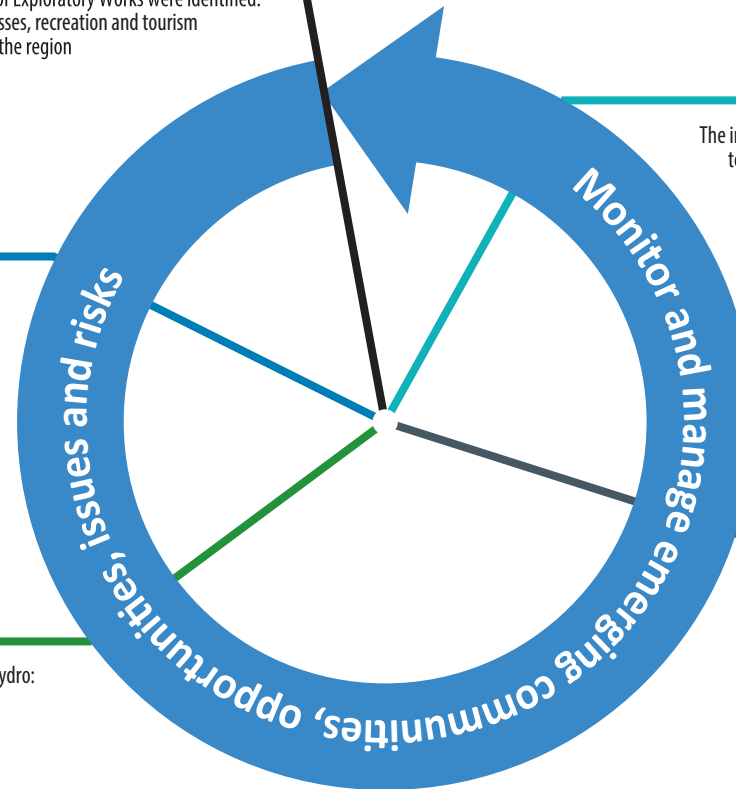 of Exploratory Works were identified:
sses, recreation and tourism
the region
The i
t
Monitor and manage emerging communities, opportunities, issues and risks
ydro: